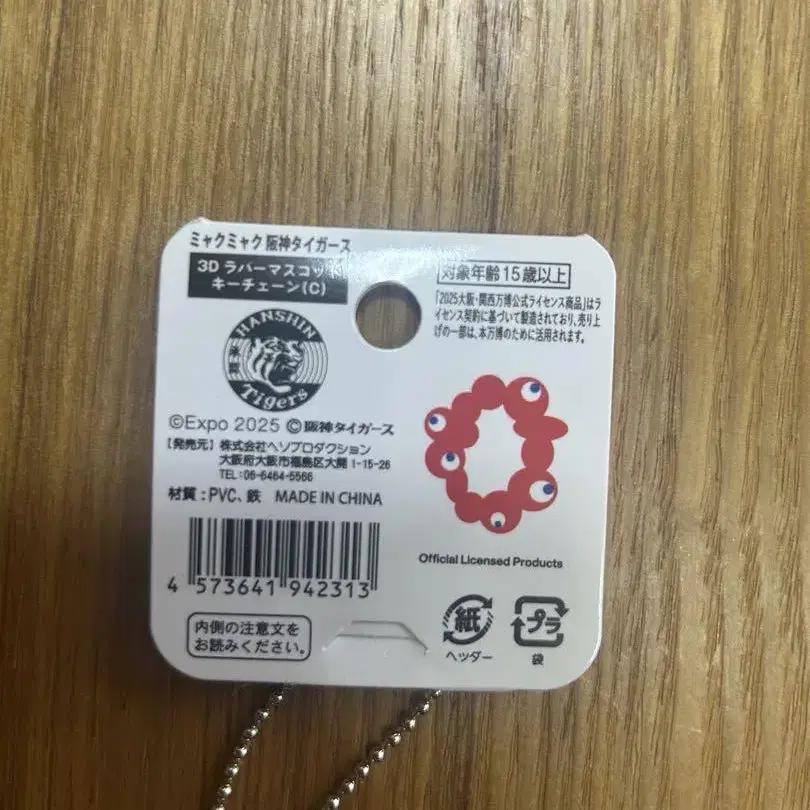 ミャクミャク 阪神タイガース
3D ラバーマスコット
キーチェーン(C)
対象年齢15歳以上
「2025大阪・関西万博公式ライセンス商品」はラ
イセンス契約に基づいて製造されており、売り上
げの一部は、本万博のために活用されます。
HANSHIN
Tigers
©Expo 2025 ©阪神タイガース
【発売元】株式会社ヘソプロダクション
大阪府大阪市福島区大開 1-15-26
TEL:06-6464-5566
材質:PVC、鉄 MADE IN CHINA
4 573641 942313
Official Licensed Products
内側の注意文を
お読みください。
紙
ヘッダー
プラ
袋